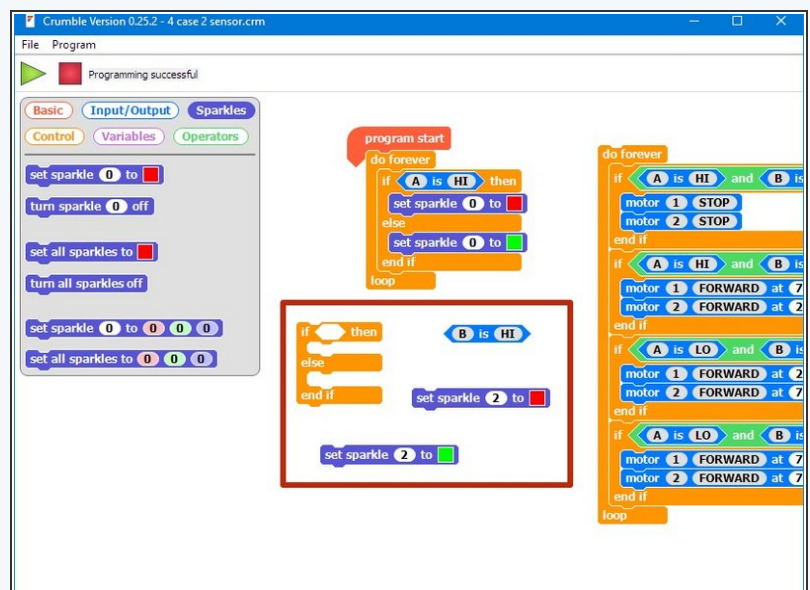 Crumble Version 0.25.2 - 4 case 2 sensor.crm
File Program
Programming successful
Basic Input/Output Sparkles
Control Variables Operators
set sparkle 0 to
turn sparkle 0 off
set all sparkles to
turn all sparkles off
set sparkle 0 to 0 0 0
set all sparkles to 0 0 0
program start
do forever
if A is HI then
set sparkle 0 to
else
set sparkle 0 to
end if
loop
if then
else
end if
B is HI
set sparkle 2 to
set sparkle 2 to
do forever
if A is HI and B is
motor 1 STOP
motor 2 STOP
end if
if A is HI and B is
motor 1 FORWARD at 7
motor 2 FORWARD at 2
end if
if A is LO and B is
motor 1 FORWARD at 2
motor 2 FORWARD at 7
end if
if A is LO and B is
motor 1 FORWARD at 7
motor 2 FORWARD at 7
end if
loop